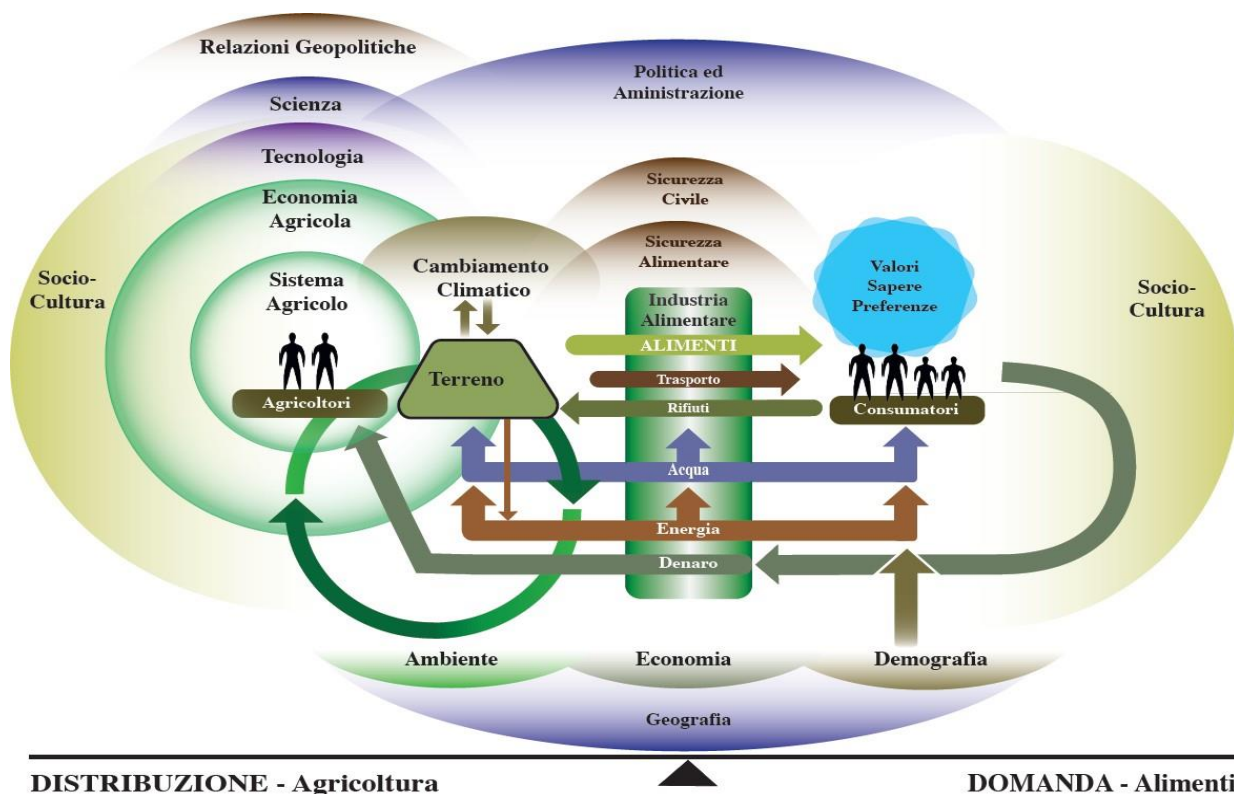 Relazioni Geopolitiche
Politica ed
Aministrazione
Scienza
Tecnologia
Economia
Agricola
Sicurezza
Civile
Sicurezza
Alimentare
Socio-
Cultura
Sistema
Agricolo
Cambiamento
Climatico
Valori
Sapere
Preferenze
Socio-
Cultura
Industria
Alimentare
ALIMENTI
Terreno
Trasporto
Agricoltori
Rifiuti
Consumatori
Acqua
Energia
Denaro
Ambiente
Economia
Demografia
Geografia
DISTRIBUZIONE - Agricoltura
DOMANDA - Alimenti